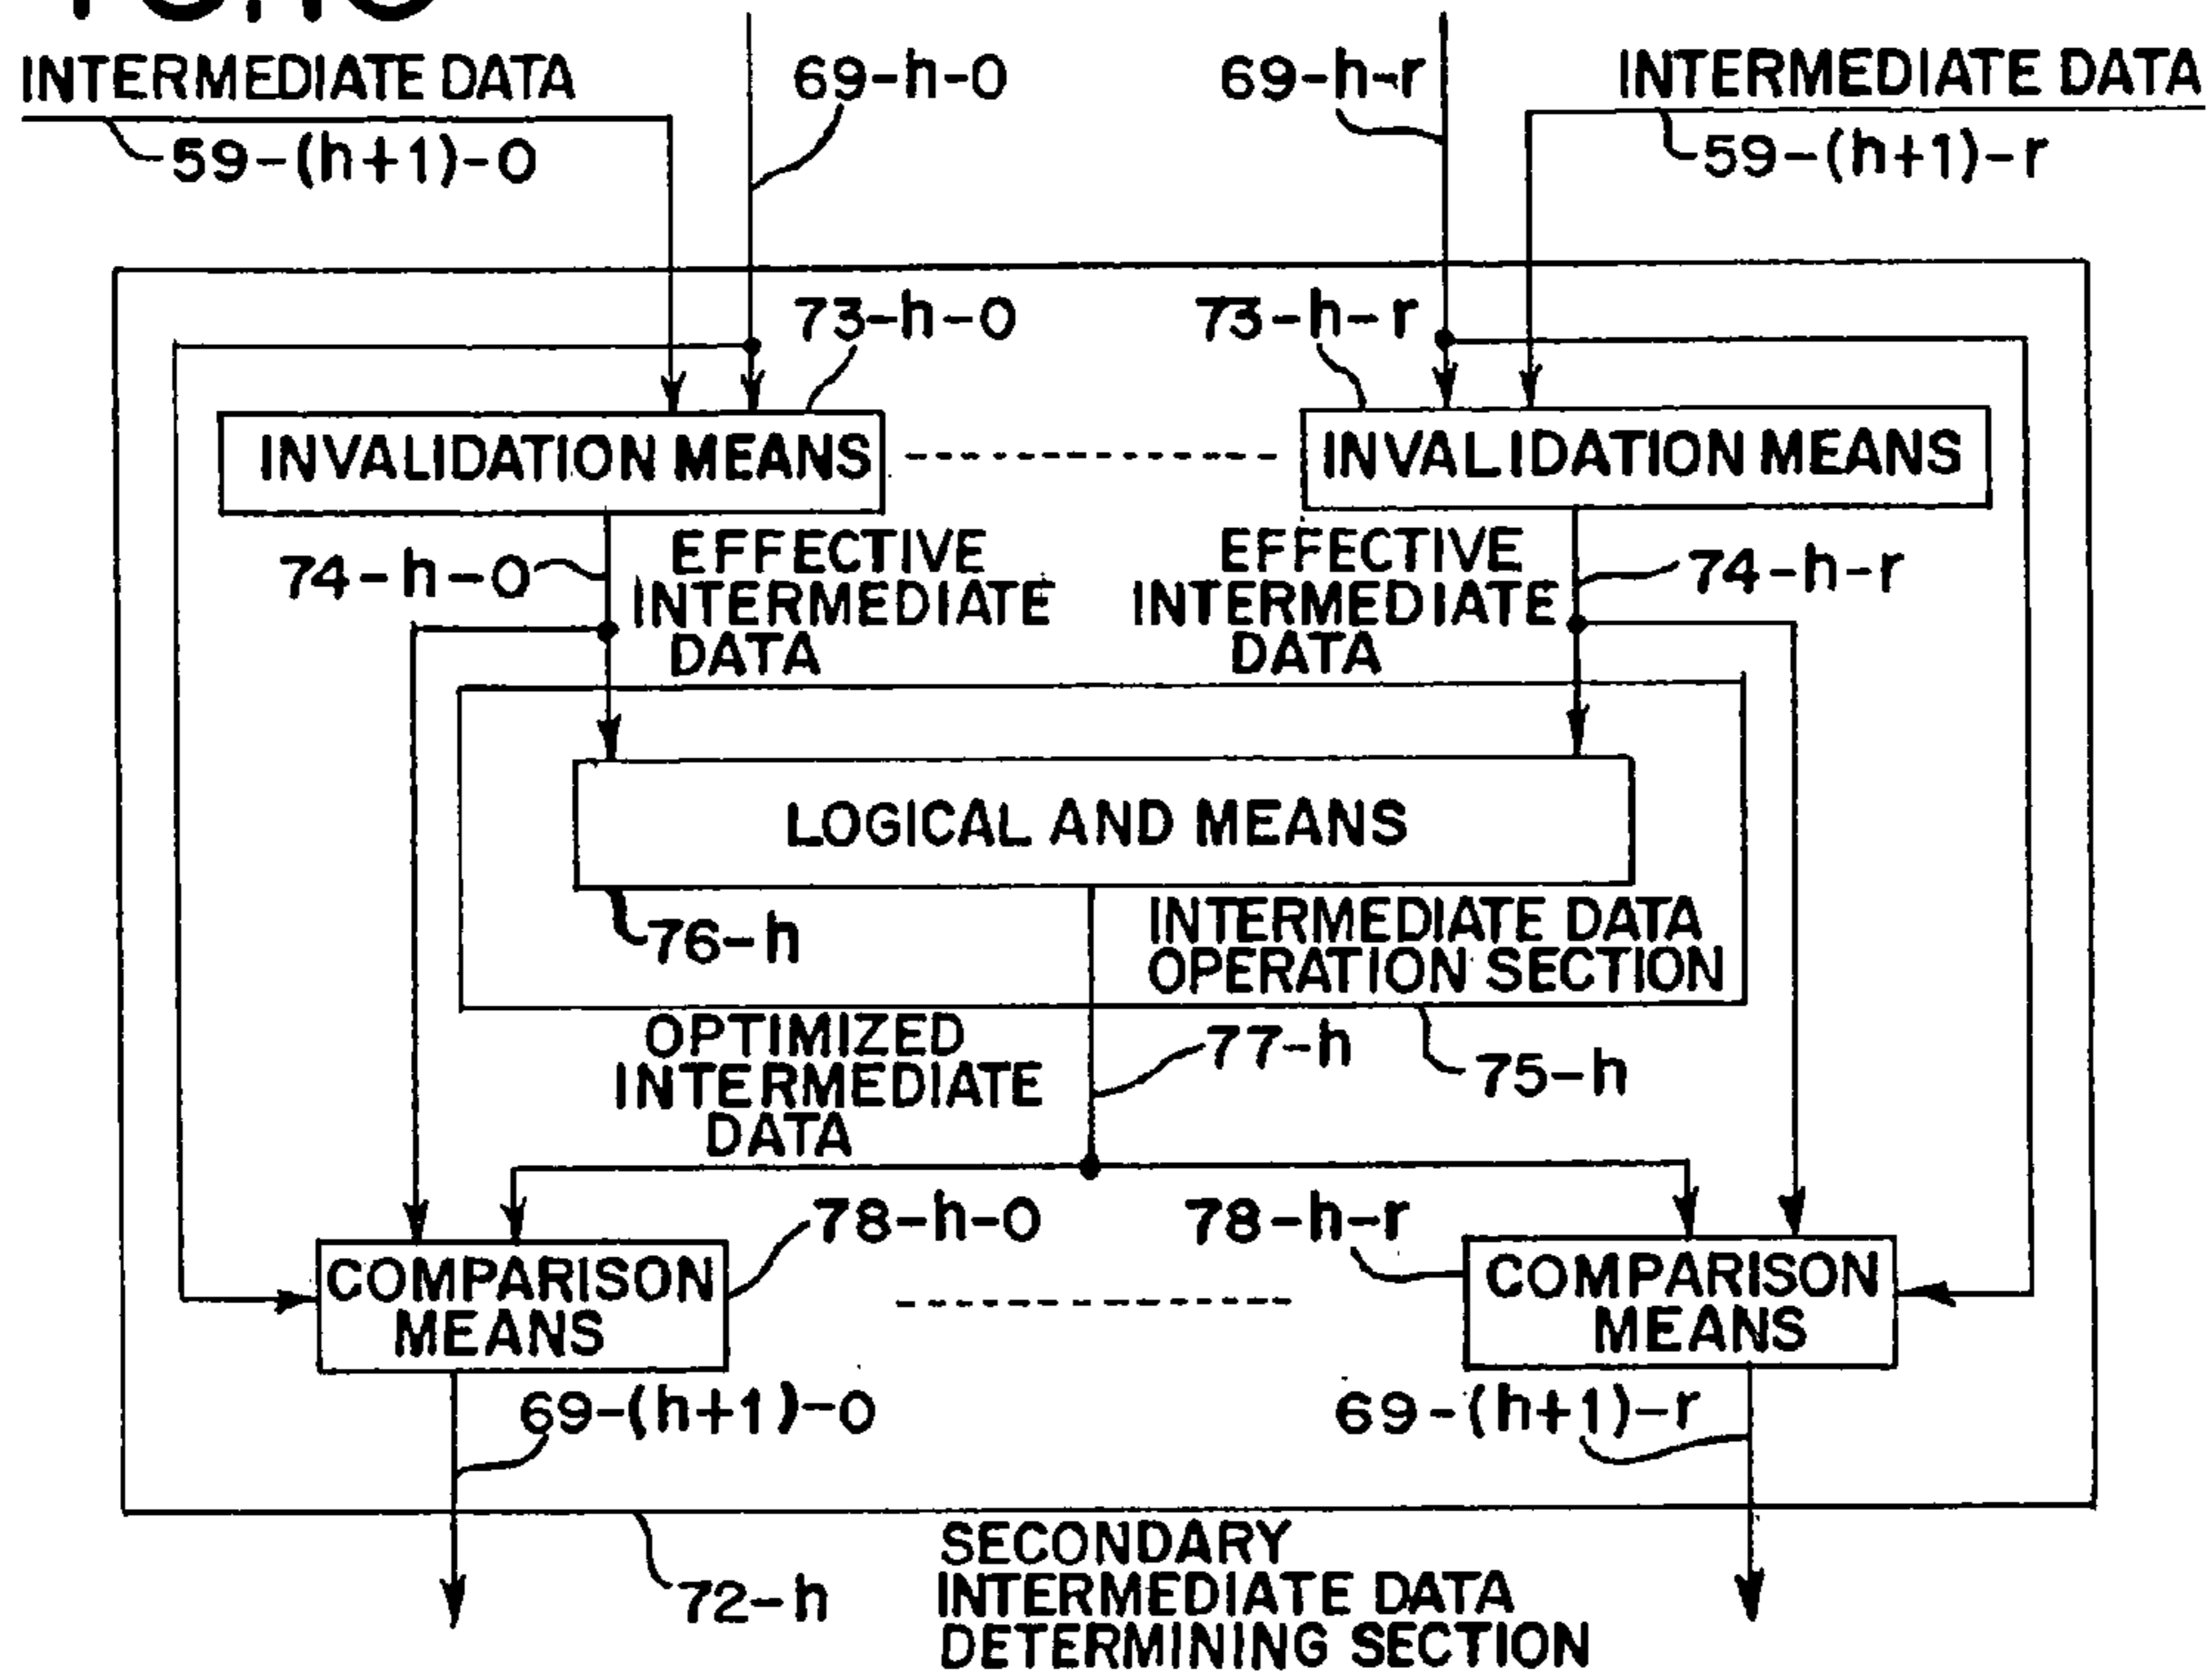 INTERMEDIATE DATA
69-h-0
69-h-r
INTERMEDIATE DATA
59-(h+1)-0
59-(h+1)-r
73-h-0
73-h-r
INVALIDATION MEANS
INVALIDATION MEANS
74-h-0
EFFECTIVE
INTERMEDIATE
DATA
EFFECTIVE
INTERMEDIATE
DATA
74-h-r
LOGICAL AND MEANS
76-h
INTERMEDIATE DATA
OPERATION SECTION
OPTIMIZED
INTERMEDIATE
DATA
77-h
75-h
78-h-0
78-h-r
COMPARISON
MEANS
COMPARISON
MEANS
69-(h+1)-0
69-(h+1)-r
72-h
SECONDARY
INTERMEDIATE DATA
DETERMINING SECTION